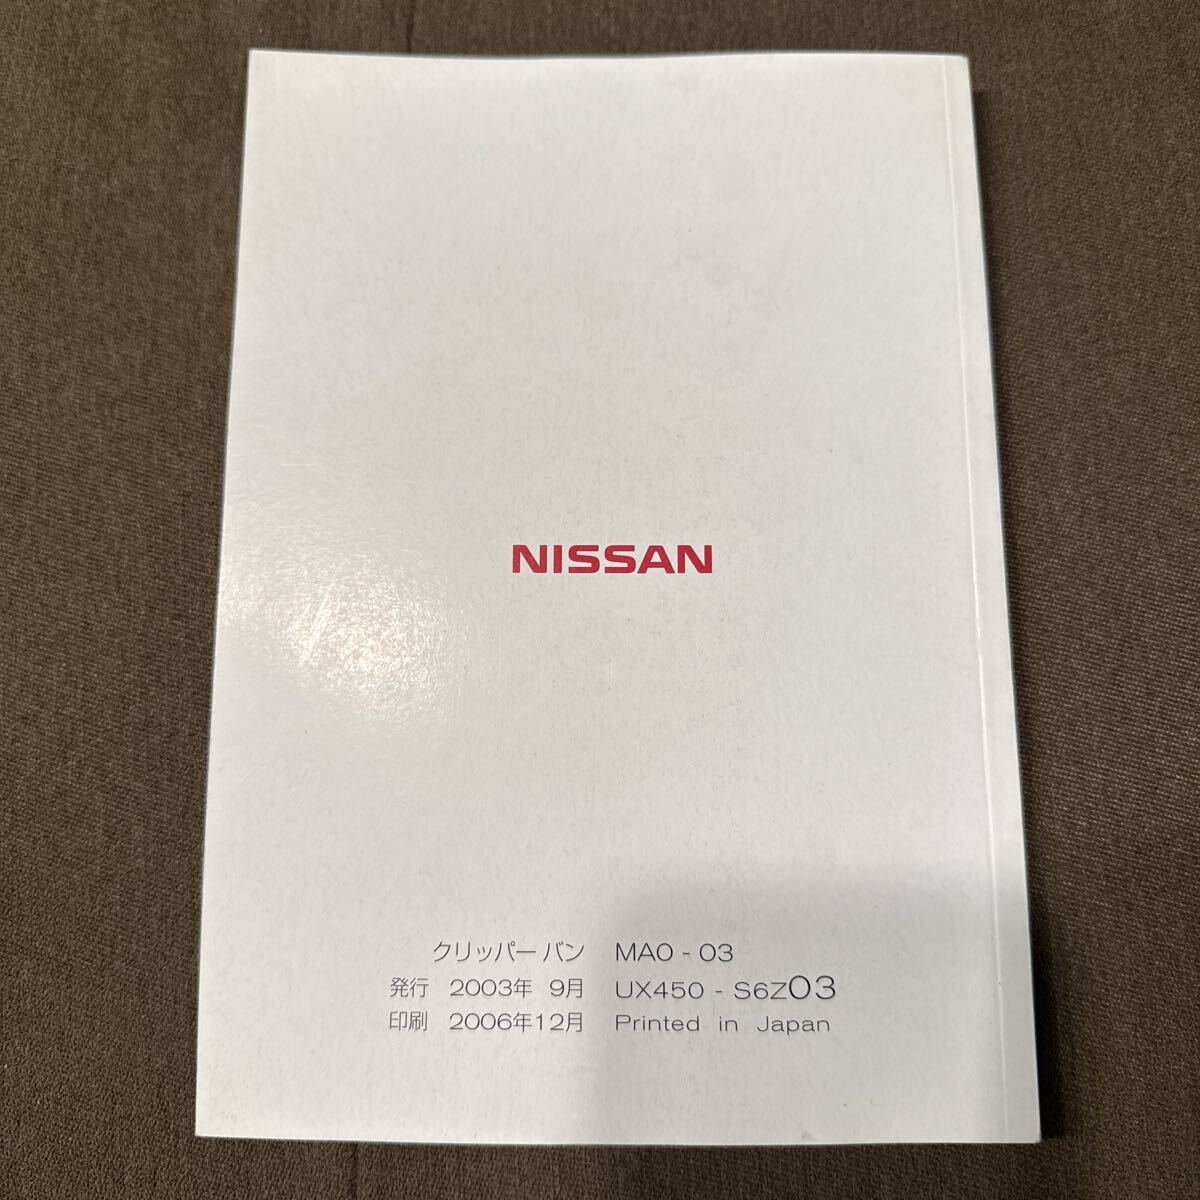 NISSAN
クリッパー バン MA0 - 03
発行 2003年 9月 UX450 - S6Z03
印刷 2006年12月 Printed in Japan